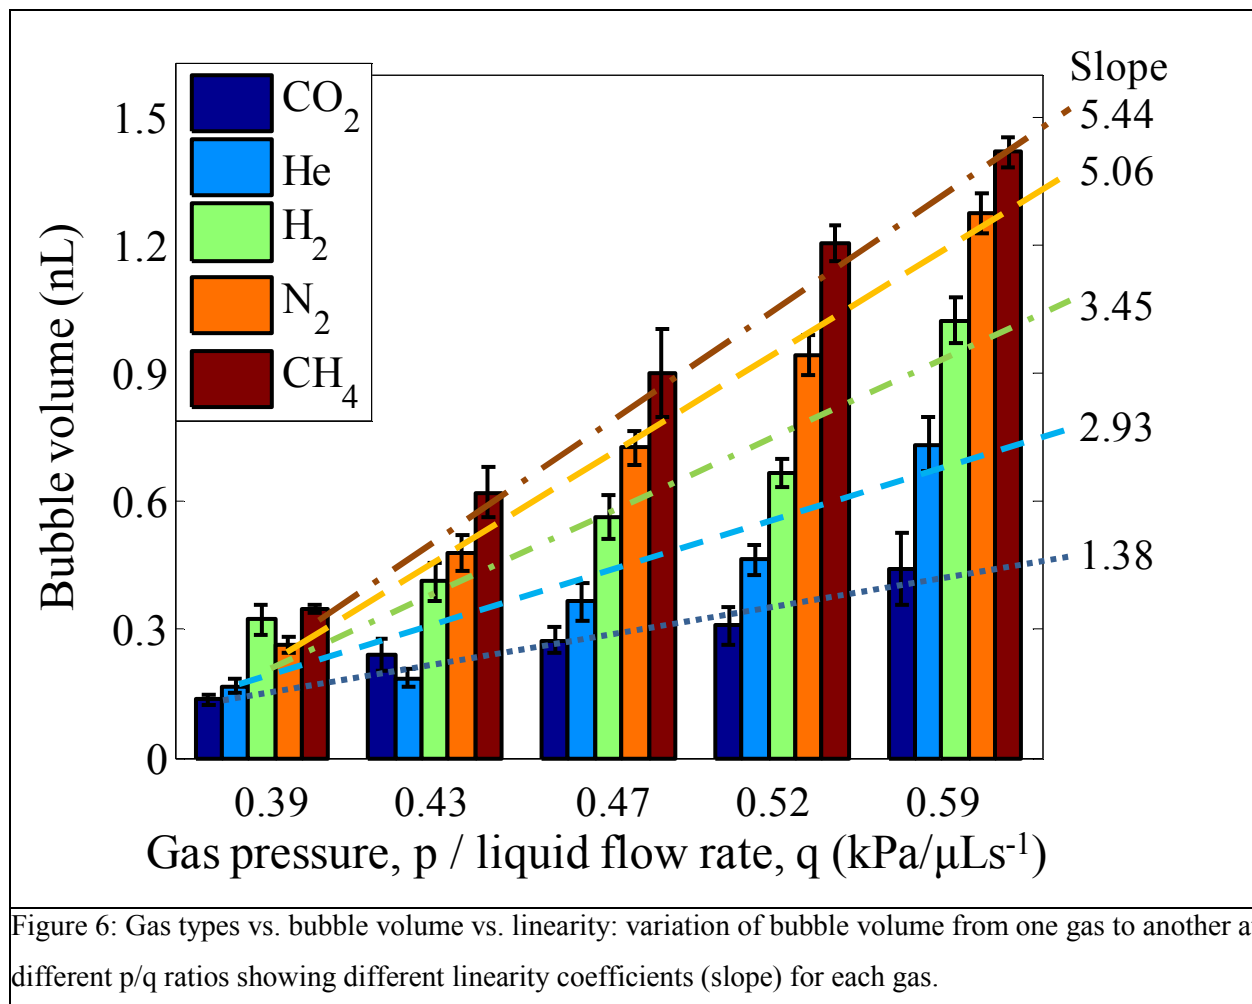 Slope
CO2
He
H2
N2
CH4
5.44
5.06
3.45
2.93
1.38
1.5
1.2
0.9
0.6
0.3
0
Bubble volume (nL)
0.39 0.43 0.47 0.52 0.59
Gas pressure, p / liquid flow rate, q (kPa/μLs-1)
Figure 6: Gas types vs. bubble volume vs. linearity: variation of bubble volume from one gas to another a
different p/q ratios showing different linearity coefficients (slope) for each gas.